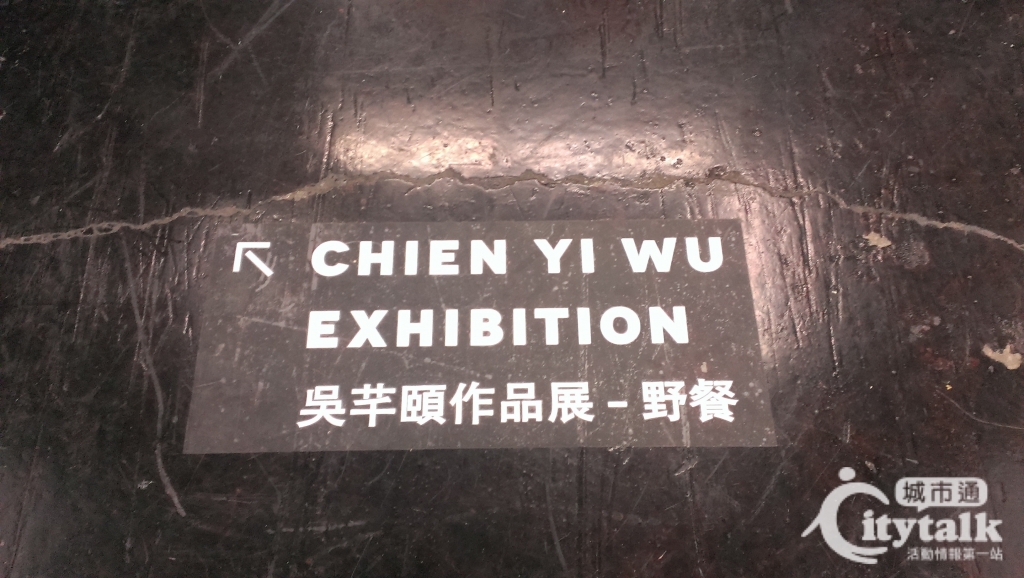 ↖ CHIEN YI WU
EXHIBITION
吳芊頤作品展 - 野餐
城市通
Citytalk
活動情報第一站